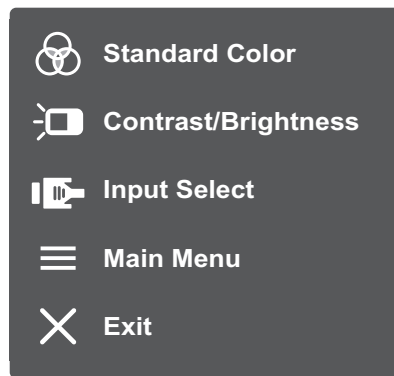 Standard Color
Contrast/Brightness
Input Select
Main Menu
Exit